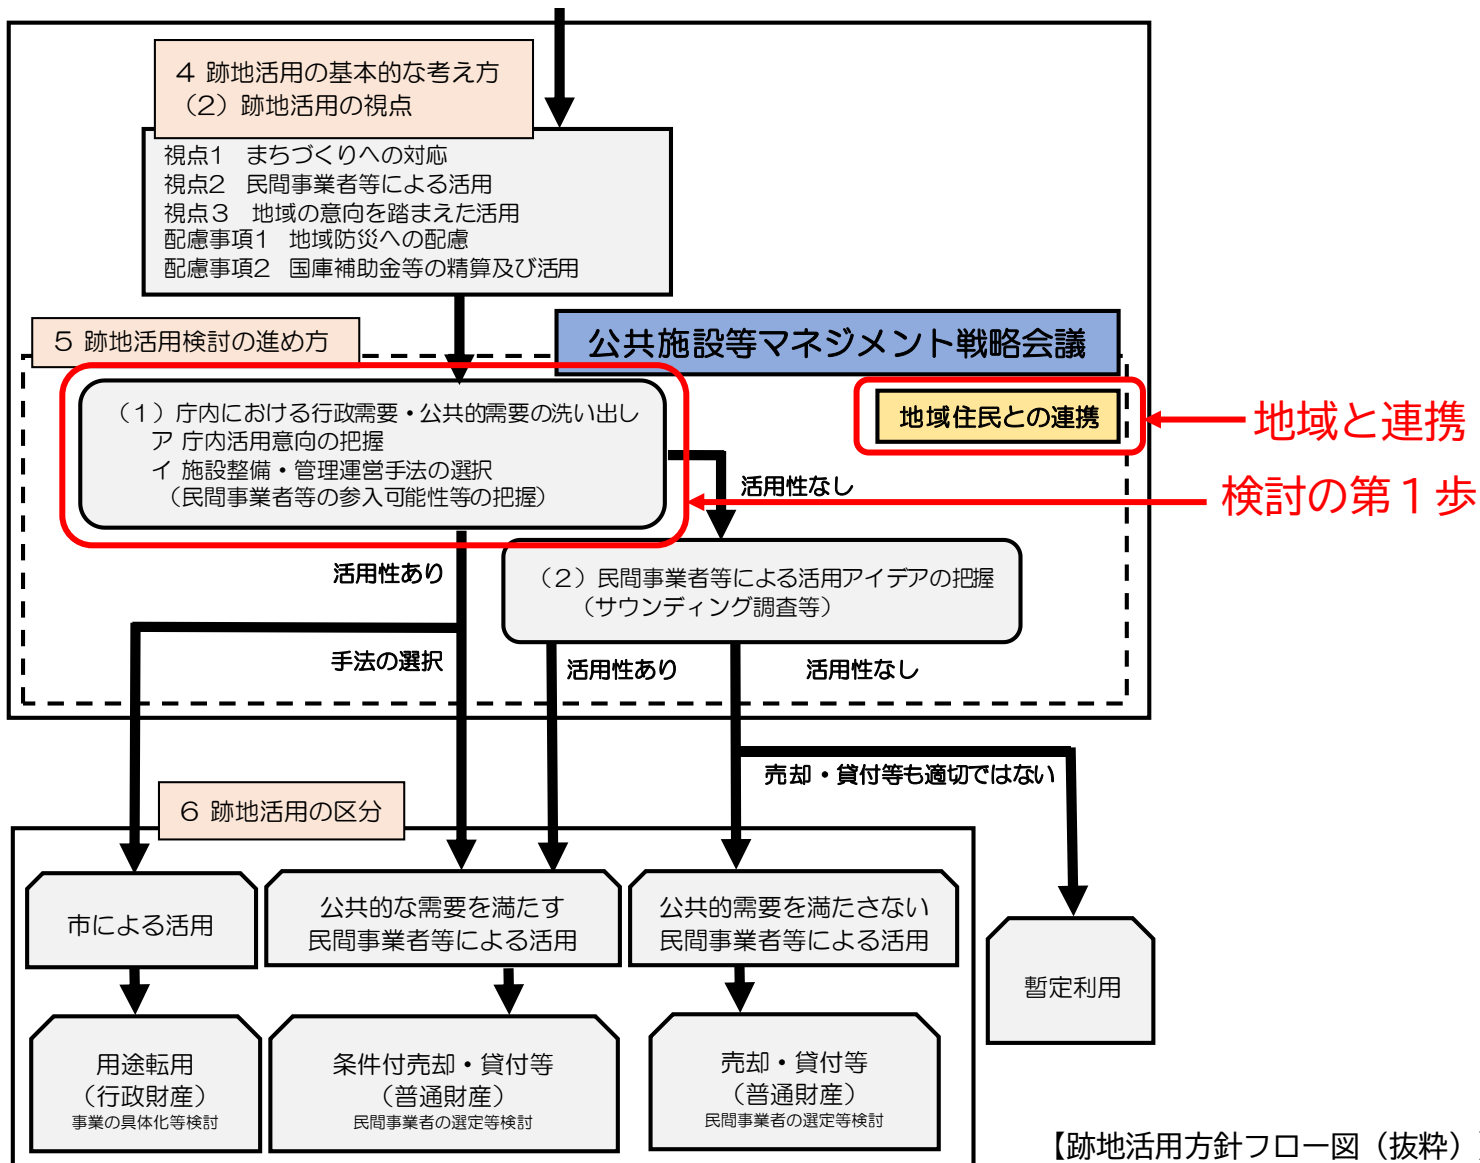 ４ 跡地活用の基本的な考え方
（２）跡地活用の視点
視点１　まちづくりへの対応
視点２　民間事業者等による活用
視点３　地域の意向を踏まえた活用
配慮事項１　地域防災への配慮
配慮事項２　国庫補助金等の精算及び活用
５ 跡地活用検討の進め方
公共施設等マネジメント戦略会議
（１）庁内における行政需要・公共的需要の洗い出し
ア 庁内活用意向の把握
イ 施設整備・管理運営手法の選択
（民間事業者等の参入可能性等の把握）
地域住民との連携
地域と連携
検討の第１歩
活用性なし
活用性あり
（２）民間事業者等による活用アイデアの把握
（サウンディング調査等）
手法の選択
活用性あり
活用性なし
売却・貸付等も適切ではない
６ 跡地活用の区分
市による活用
公共的な需要を満たす
民間事業者等による活用
公共的需要を満たさない
民間事業者等による活用
暫定利用
用途転用
（行政財産）
事業の具体化等検討
条件付売却・貸付等
（普通財産）
民間事業者の選定等検討
売却・貸付等
（普通財産）
民間事業者の選定等検討
【跡地活用方針フロー図（抜粋）】